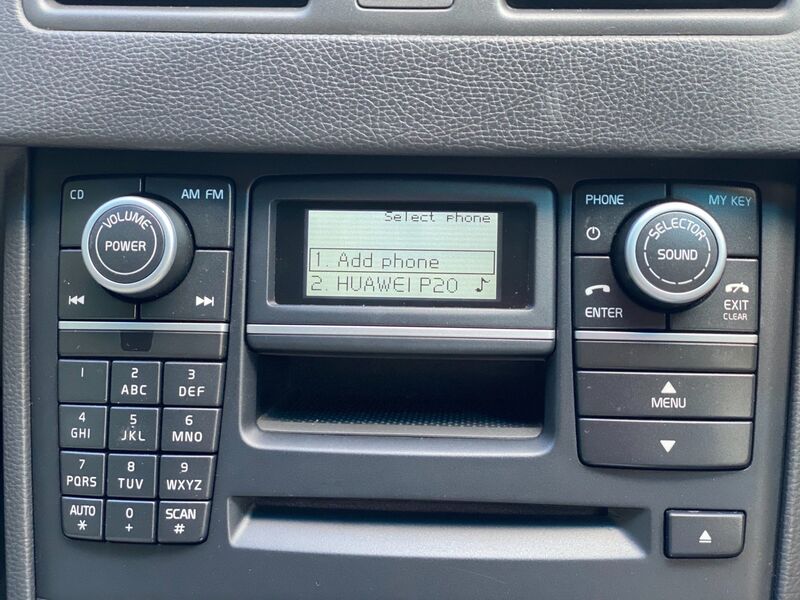 CD
AM FM
VOLUME
POWER
Select phone
1. Add phone
2. HUAWEI P20
PHONE
MY KEY
SELECTOR
SOUND
ENTER
EXIT
CLEAR
MENU
1
2
ABC
3
DEF
4
GHI
5
JKL
6
MNO
7
PQRS
8
TUV
9
WXYZ
AUTO
*
0
+
SCAN
#